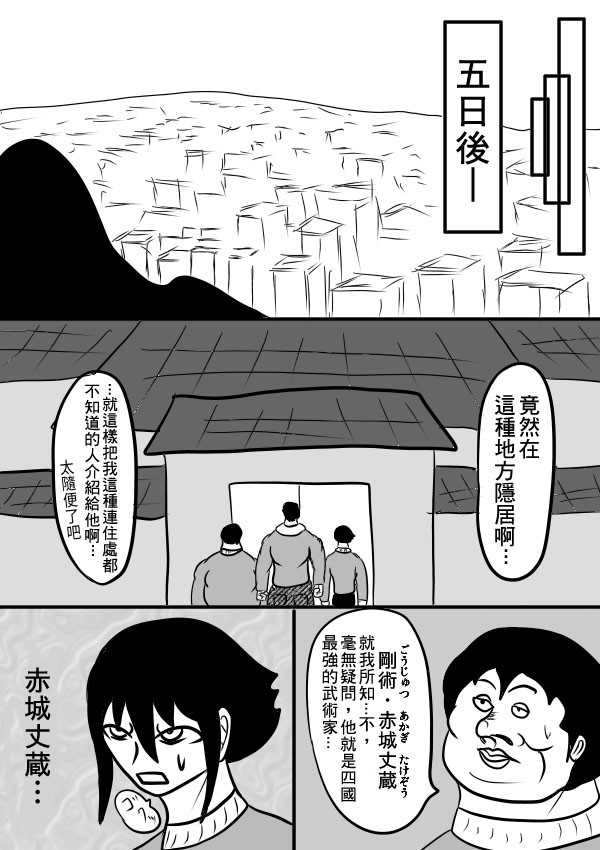 五日後ー
竟然在
這種地方隱居啊…
…就這樣把我這種連住處都
不知道的人介紹給他啊…
太隨便了吧
ごうじゅつ あかぎ たけぞう
剛術・赤城丈蔵
就我所知…不，
毫無疑問，他就是四國
最強的武術家…
赤城丈蔵…